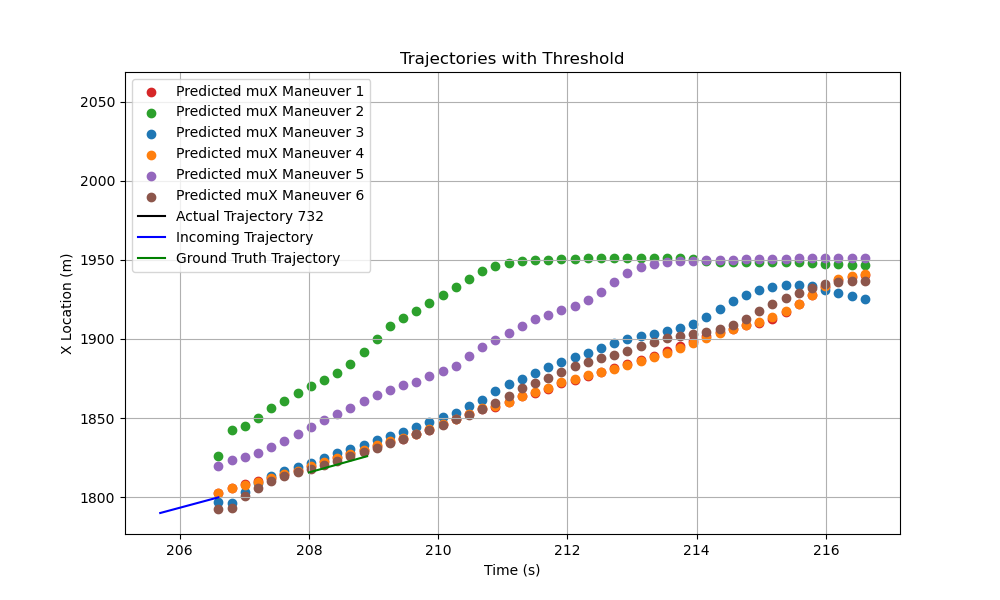 Trajectories with Threshold
Predicted muX Maneuver 1
Predicted muX Maneuver 2
Predicted muX Maneuver 3
Predicted muX Maneuver 4
Predicted muX Maneuver 5
Predicted muX Maneuver 6
Actual Trajectory 732
Incoming Trajectory
Ground Truth Trajectory
X Location (m)
2050
2000
1950
1900
1850
1800
206 208 210 212 214 216
Time (s)